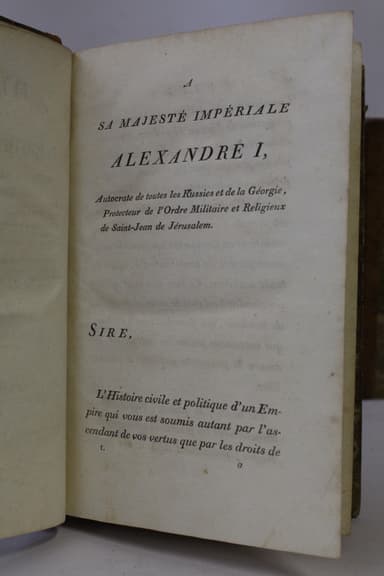 A
SA MAJESTÉ IMPÉRIALE
ALEXANDRE I,
Autocrate de toutes les Russies et de la Géorgie,
Protecteur de l'Ordre Militaire et Religieux
de Saint-Jean de Jérusalem.
SIRE,
L'Histoire civile et politique d'un Em-
pire qui vous est soumis autant par l'as-
cendant de vos vertus que par les droits de
1. a